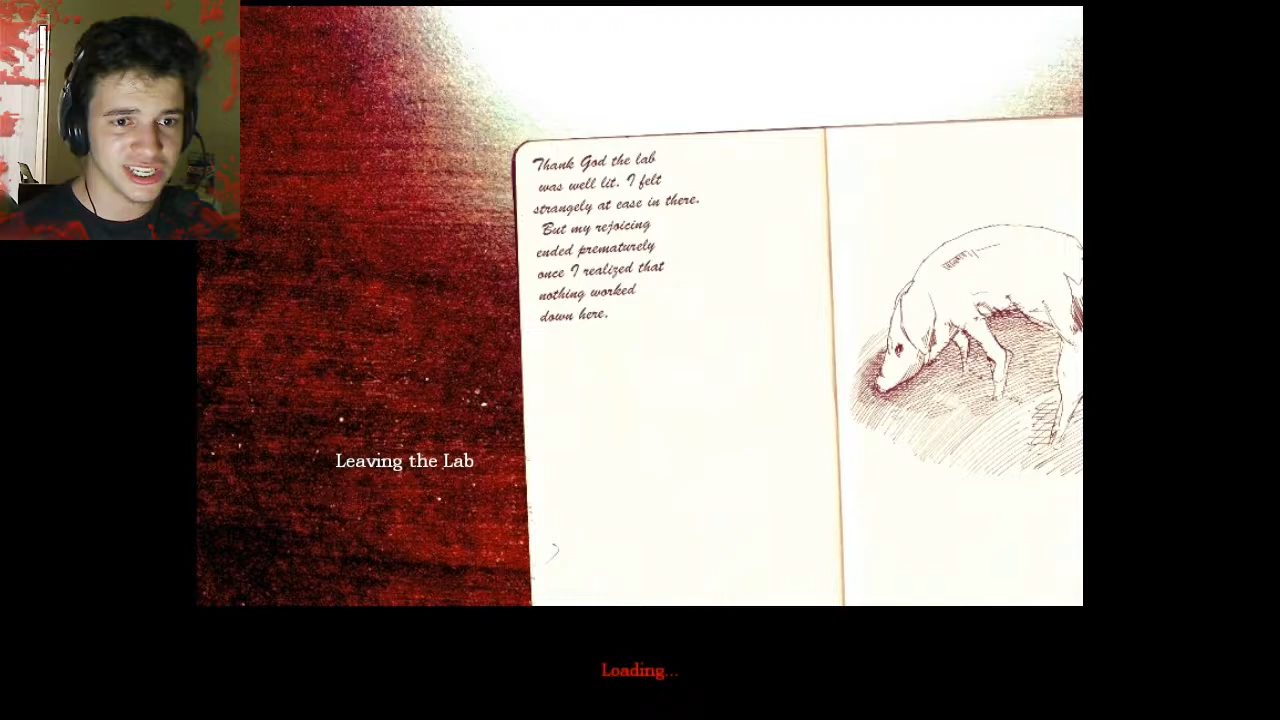 Thank God the lab
was well lit. I felt
strangely at ease in there.
But my rejoicing
ended prematurely
once I realized that
nothing worked
down here.
Leaving the Lab
Loading...